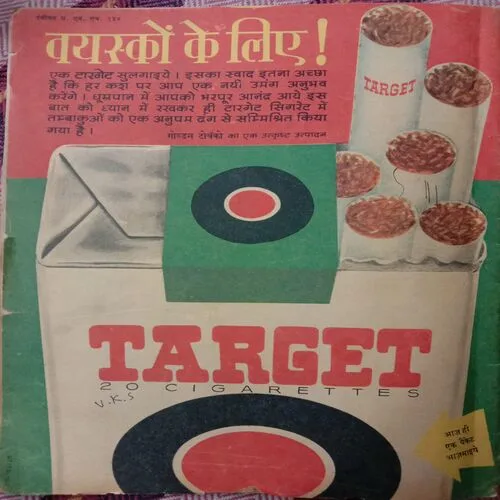 वयस्कों के लिए!
एक टारगेट सुलगाइये । इसका स्वाद इतना अच्छा
है कि हर कश पर आप एक नयी उमंग अनुभव
करेंगे । धूम्रपान में आपको भरपूर आनंद आये इस
बात को ध्यान में रखकर ही टारगेट सिगरेट में
तम्बाकुओं को एक अनुपम ढंग से सम्मिश्रित किया
गया है ।
गोल्डन टोबॅको का एक उत्कृष्ट उत्पादन
TARGET
TARGET
20 CIGARETTES
V.K.S
आज ही
एक पैकेट
आज़माइये